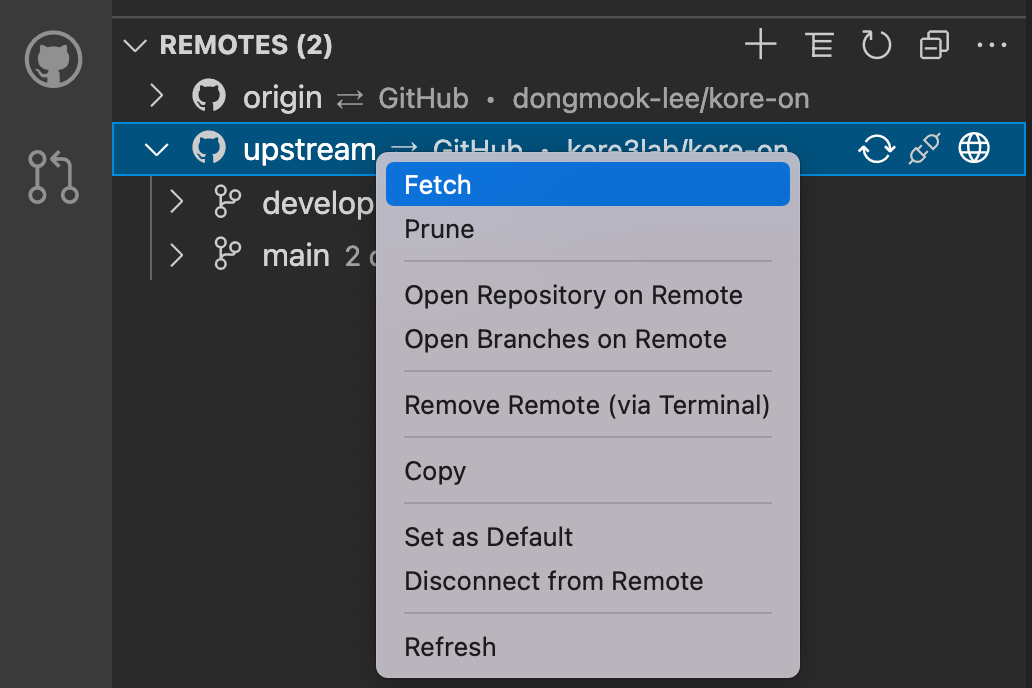 REMOTES (2)
origin ⇄ GitHub • dongmook-lee/kore-on
upstream GitHub • kore3lab/kore-on
develop
main 2
Fetch
Prune
Open Repository on Remote
Open Branches on Remote
Remove Remote (via Terminal)
Copy
Set as Default
Disconnect from Remote
Refresh